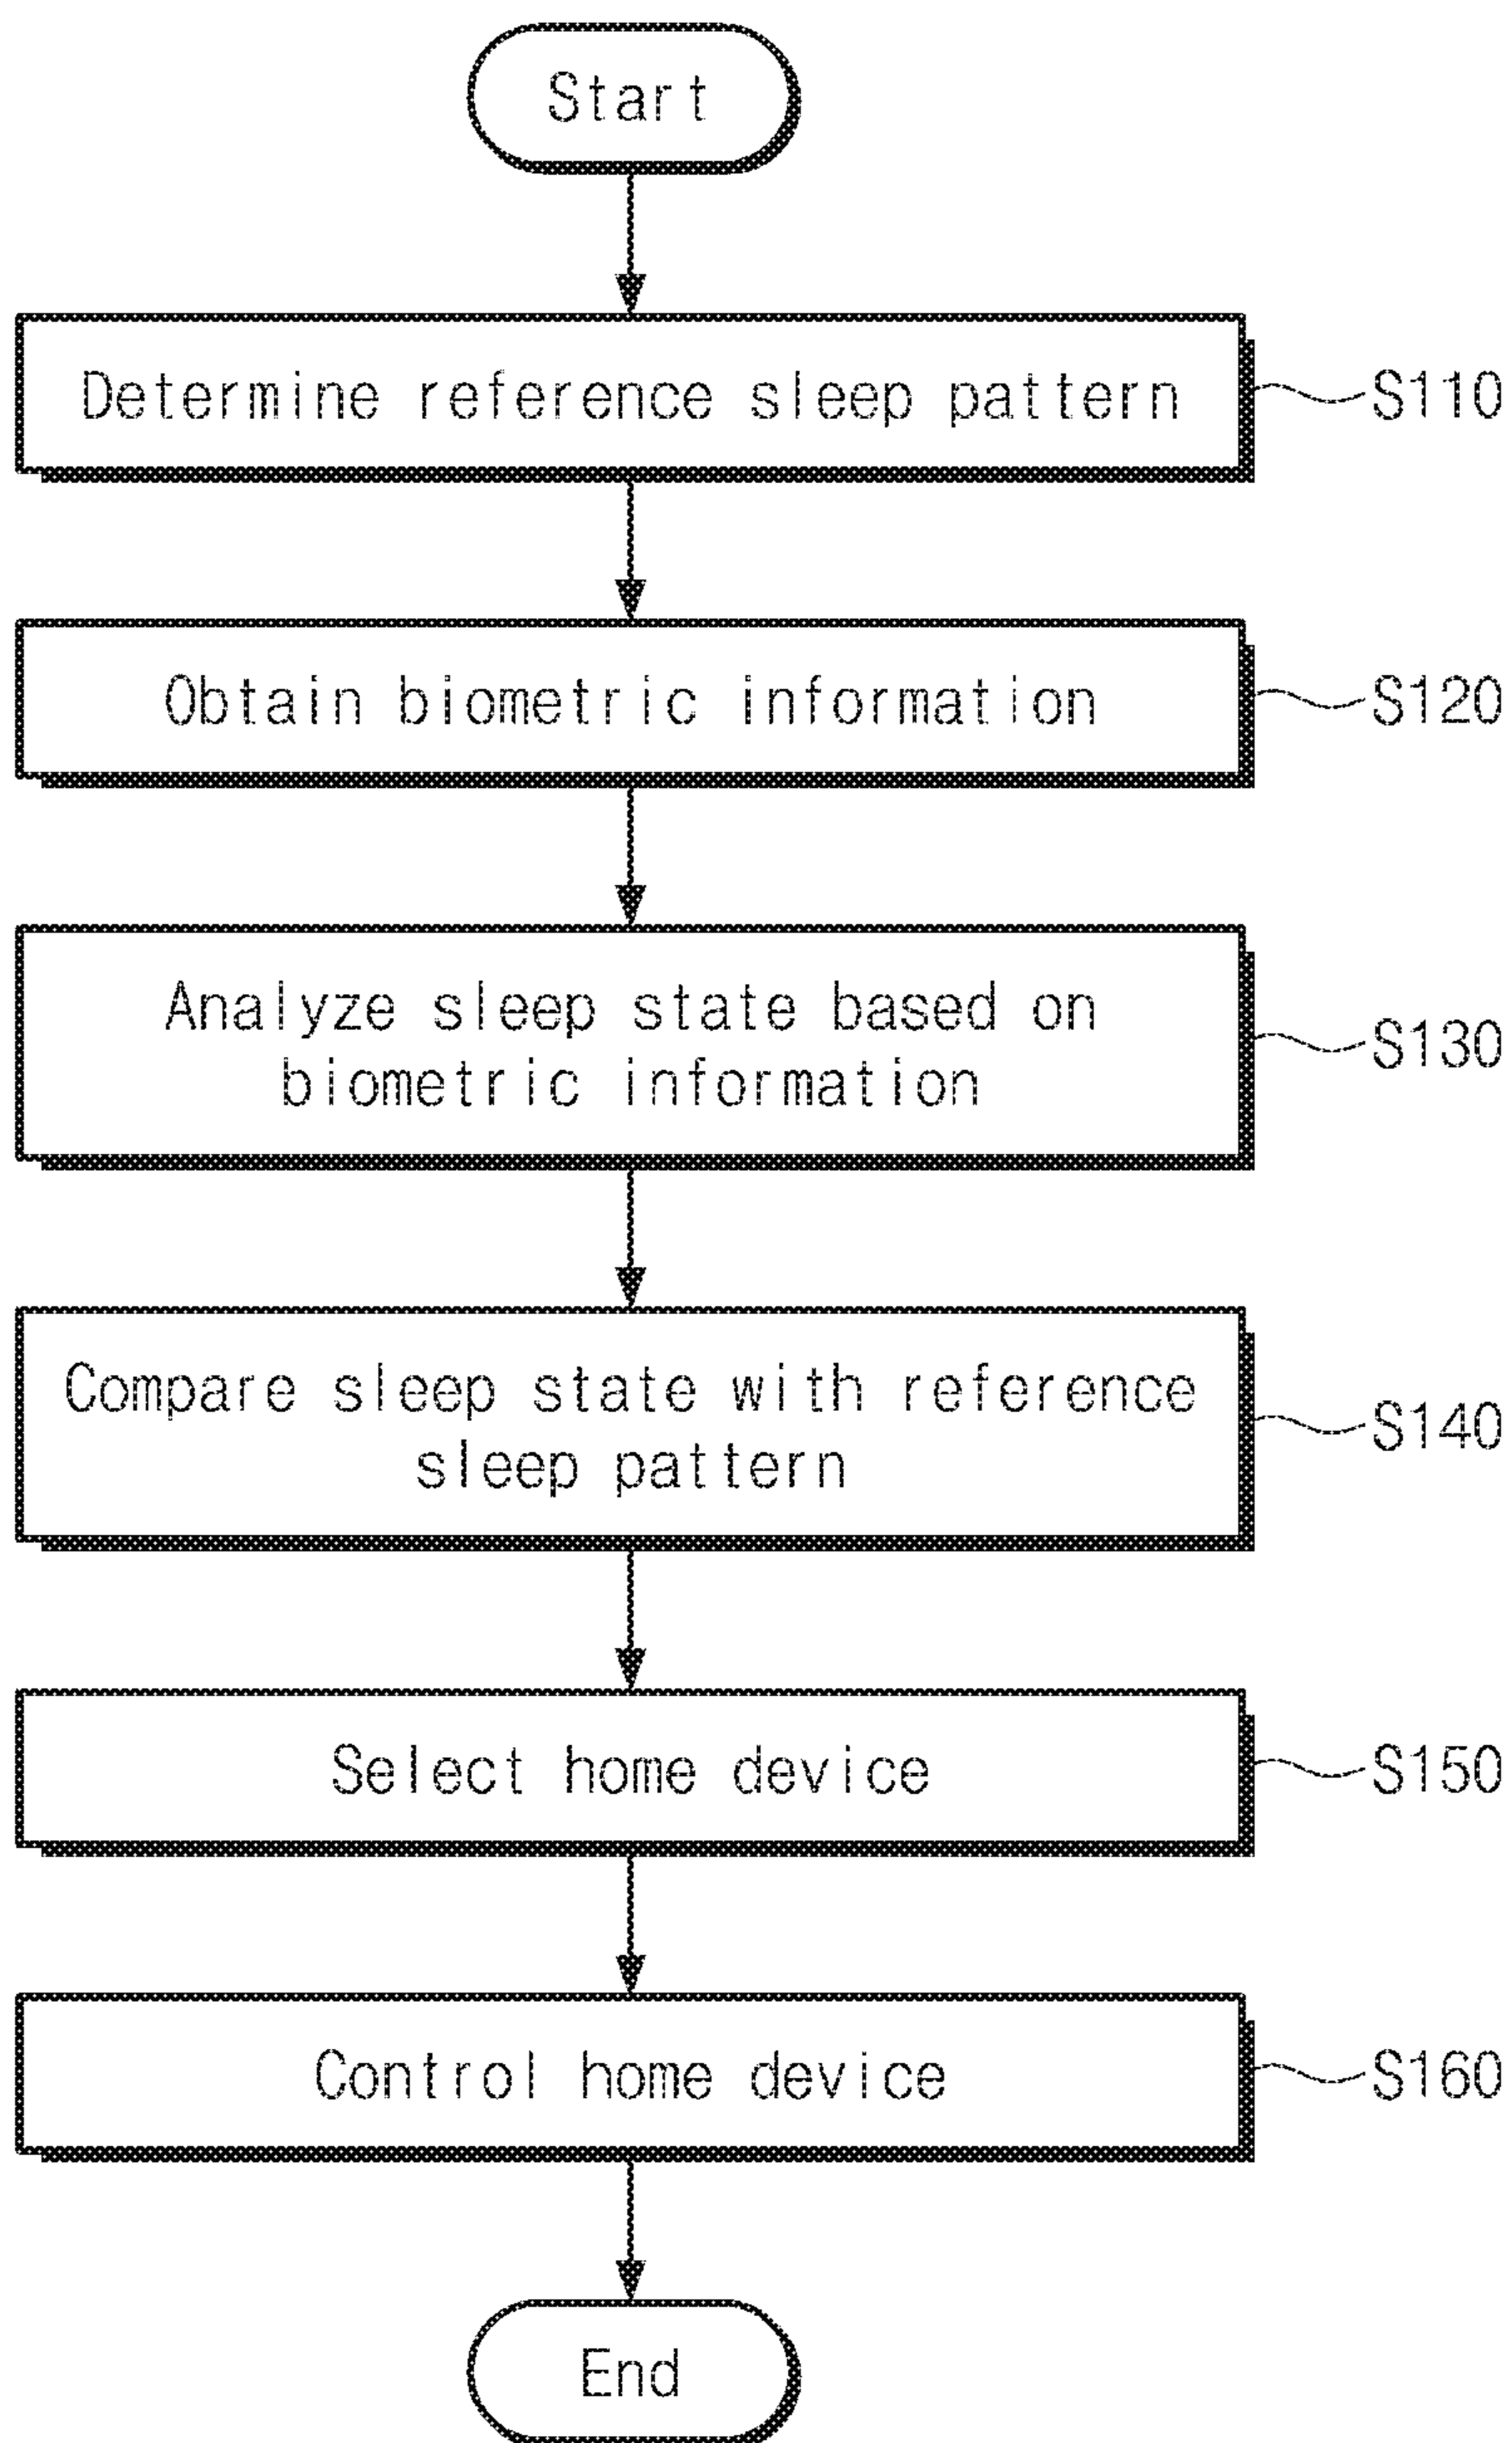 Start
Determine reference sleep pattern
S110
Obtain biometric information
S120
Analyze sleep state based on
biometric information
S130
Compare sleep state with reference
sleep pattern
S140
Select home device
S150
Control home device
S160
End